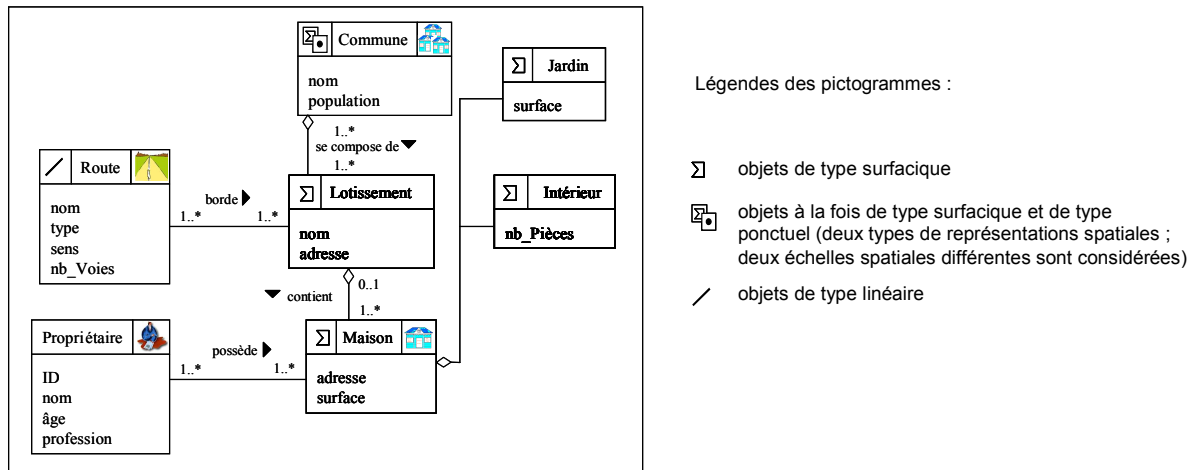 Commune
nom
population
1..*
se compose de
1..*
Jardin
surface
Route
nom
type
sens
nb_Voies
borde
1..*
1..*
Lotissement
nom
adresse
Intérieur
nb_Pièces
0..1
contient
1..*
Propriétaire
ID
nom
âge
profession
possède
1..*
1..*
Maison
adresse
surface
Légendes des pictogrammes :
objets de type surfacique
objets à la fois de type surfacique et de type
ponctuel (deux types de représentations spatiales ;
deux échelles spatiales différentes sont considérées)
objets de type linéaire